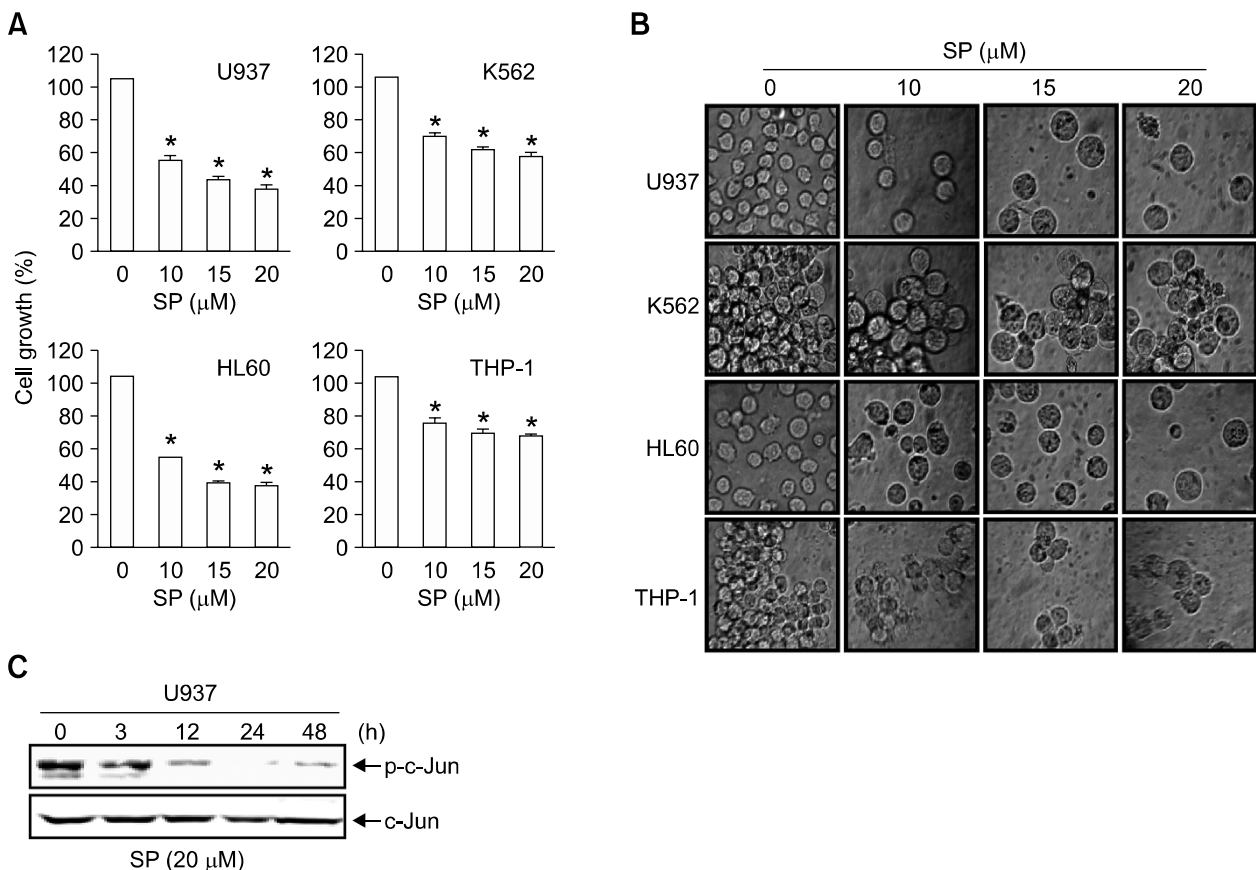 A
Cell growth (%)
120
100
80
60
40
20
0
U937
* * *
0 10 15 20
SP (μM)
120
100
80
60
40
20
0
K562
* * *
0 10 15 20
SP (μM)
120
100
80
60
40
20
0
HL60
* * *
0 10 15 20
SP (μM)
120
100
80
60
40
20
0
THP-1
* * *
0 10 15 20
SP (μM)
B
SP (μM)
0 10 15 20
U937
K562
HL60
THP-1
C
U937
0 3 12 24 48 (h)
p-c-Jun
c-Jun
SP (20 μM)